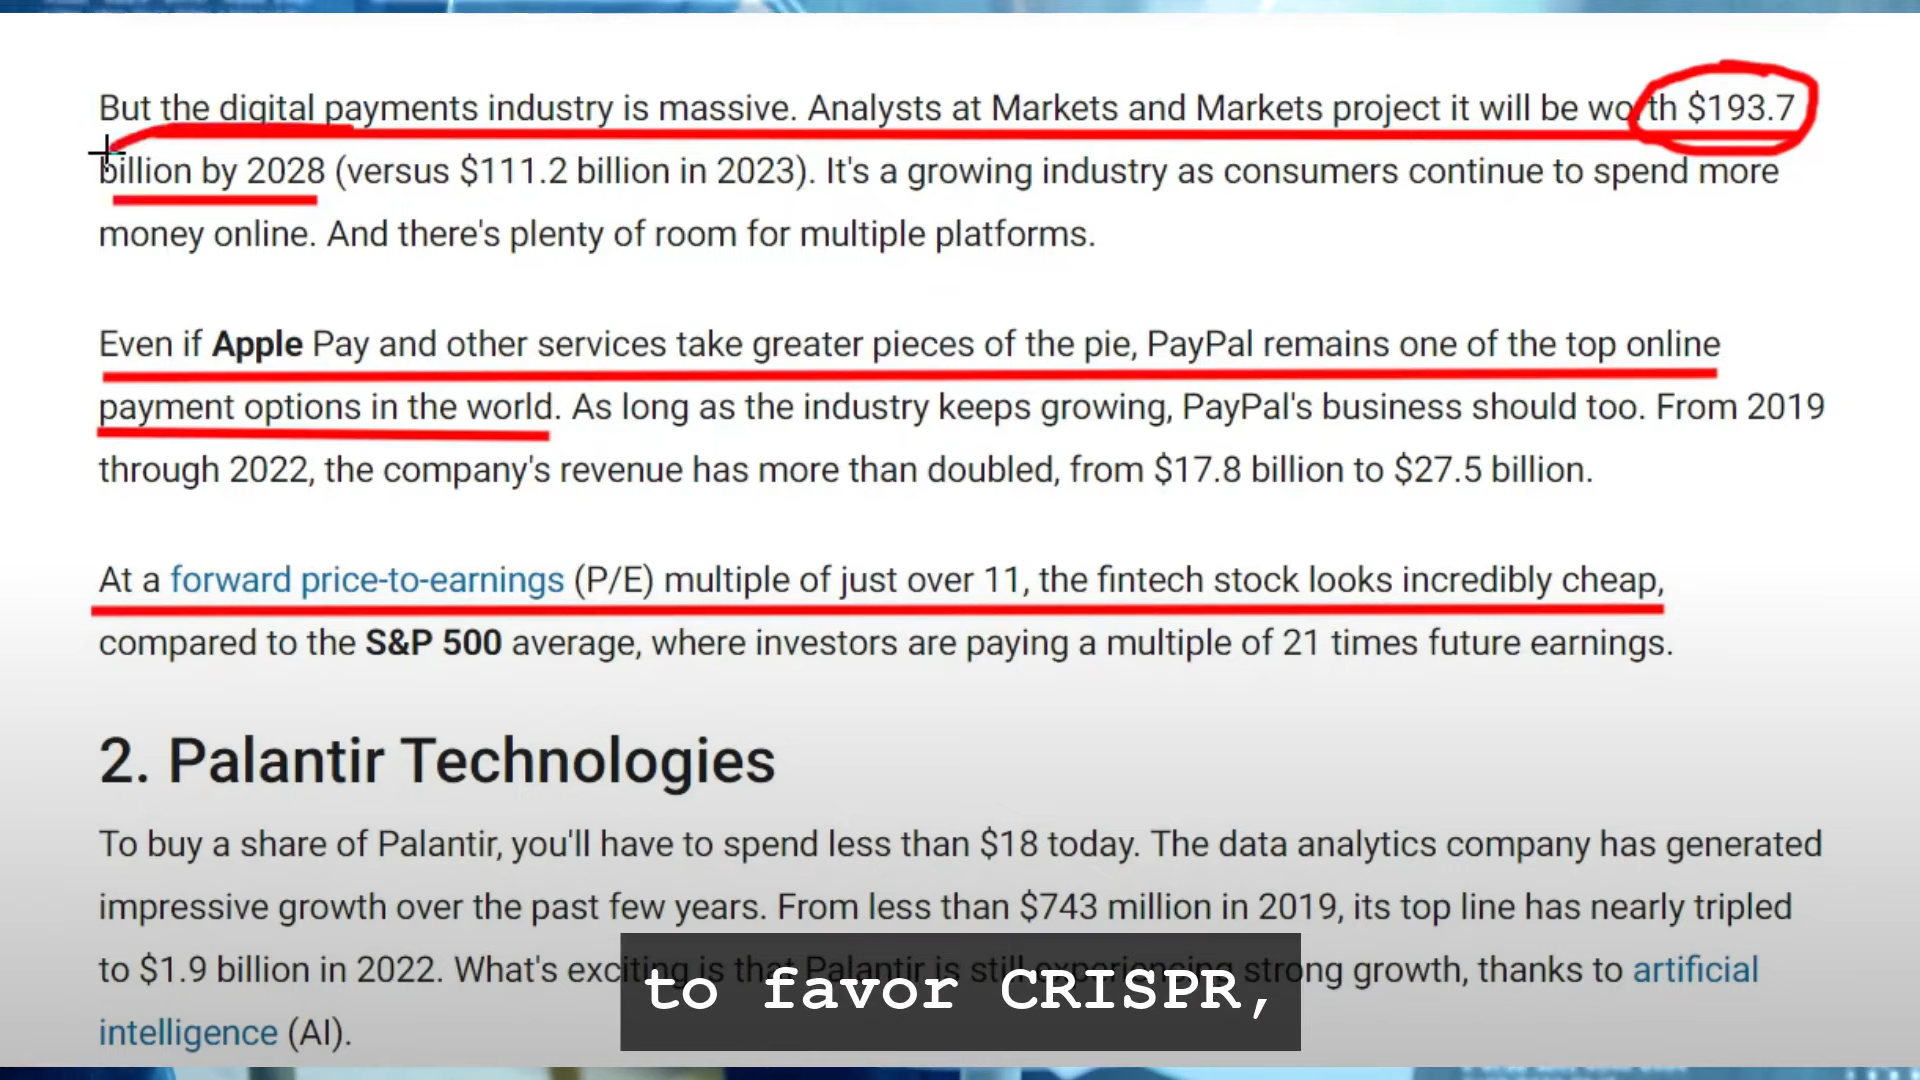 But the digital payments industry is massive. Analysts at Markets and Markets project it will be worth $193.7
billion by 2028 (versus $111.2 billion in 2023). It's a growing industry as consumers continue to spend more
money online. And there's plenty of room for multiple platforms.
Even if Apple Pay and other services take greater pieces of the pie, PayPal remains one of the top online
payment options in the world. As long as the industry keeps growing, PayPal's business should too. From 2019
through 2022, the company's revenue has more than doubled, from $17.8 billion to $27.5 billion.
At a forward price-to-earnings (P/E) multiple of just over 11, the fintech stock looks incredibly cheap,
compared to the S&P 500 average, where investors are paying a multiple of 21 times future earnings.
2. Palantir Technologies
To buy a share of Palantir, you'll have to spend less than $18 today. The data analytics company has generated
impressive growth over the past few years. From less than $743 million in 2019, its top line has nearly tripled
to $1.9 billion in 2022. What's exciting is that Palantir is still experiencing strong growth, thanks to artificial
intelligence (AI).
to favor CRISPR,